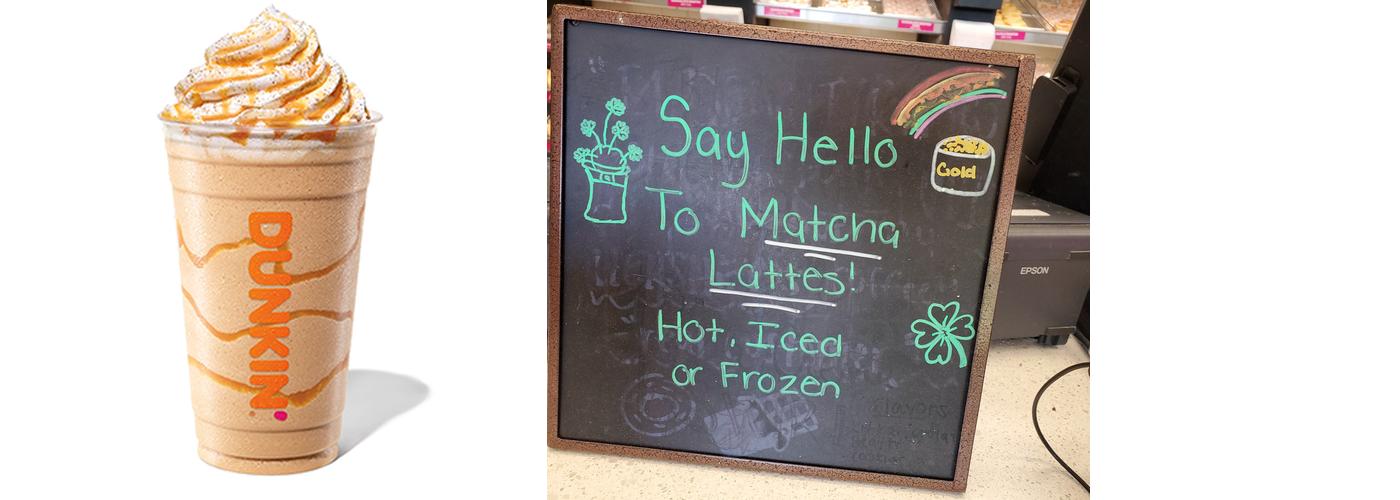 DUNKIN'
Say Hello
To Matcha
Lattes!
Hot, Iced
or Frozen
Gold
EPSON